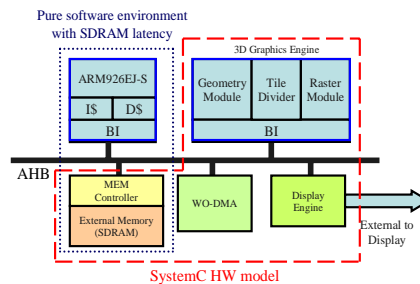 Pure software environment
with SDRAM latency
3D Graphics Engine
ARM926EJ-S
I$ D$
BI
Geometry
Module
Tile
Divider
Raster
Module
BI
AHB
MEM
Controller
External Memory
(SDRAM)
WO-DMA
Display
Engine
External to
Display
SystemC HW model